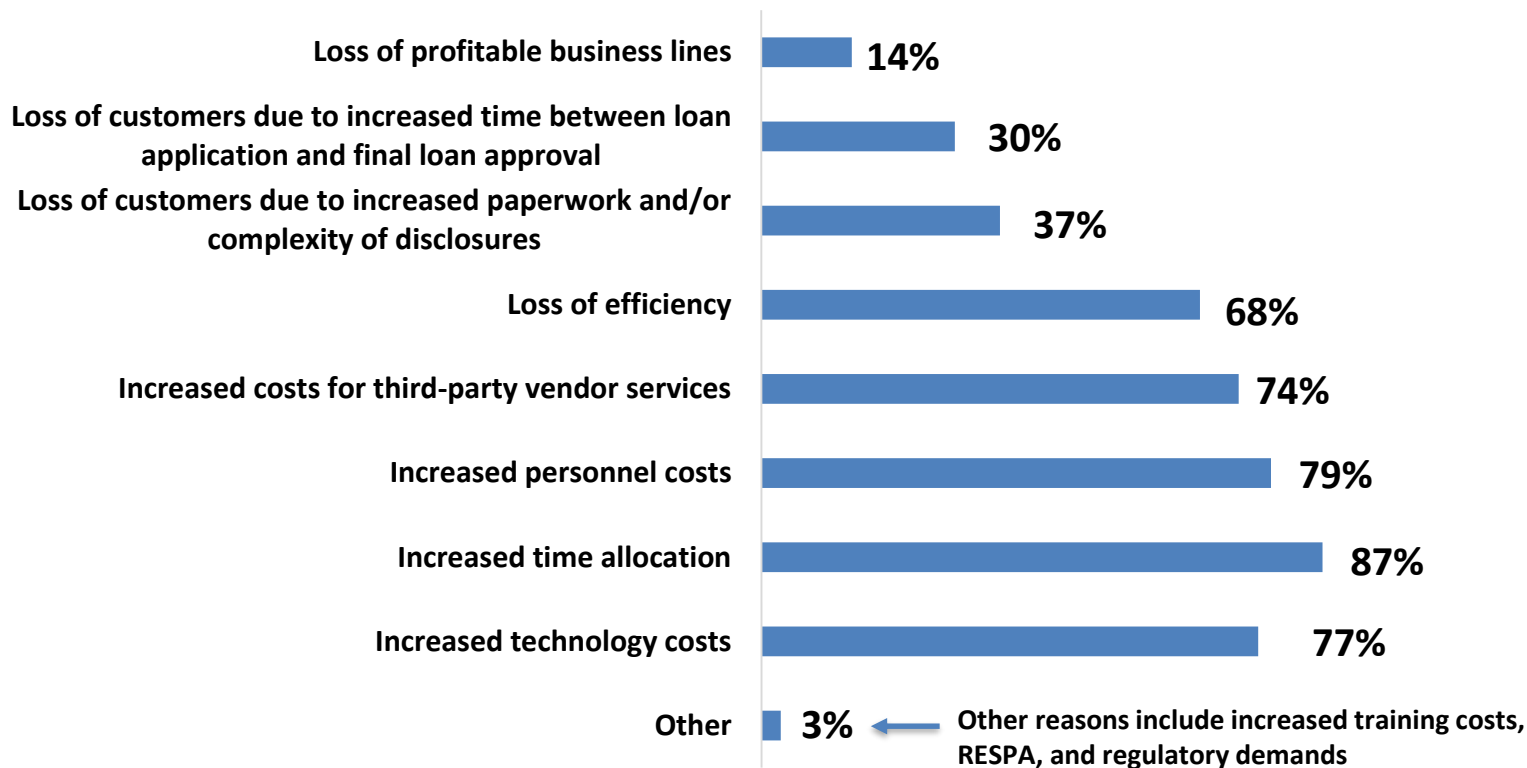 Loss of profitable business lines
14%
Loss of customers due to increased time between loan
application and final loan approval
30%
Loss of customers due to increased paperwork and/or
complexity of disclosures
37%
Loss of efficiency
68%
Increased costs for third-party vendor services
74%
Increased personnel costs
79%
Increased time allocation
87%
Increased technology costs
77%
Other
3%
Other reasons include increased training costs,
RESPA, and regulatory demands